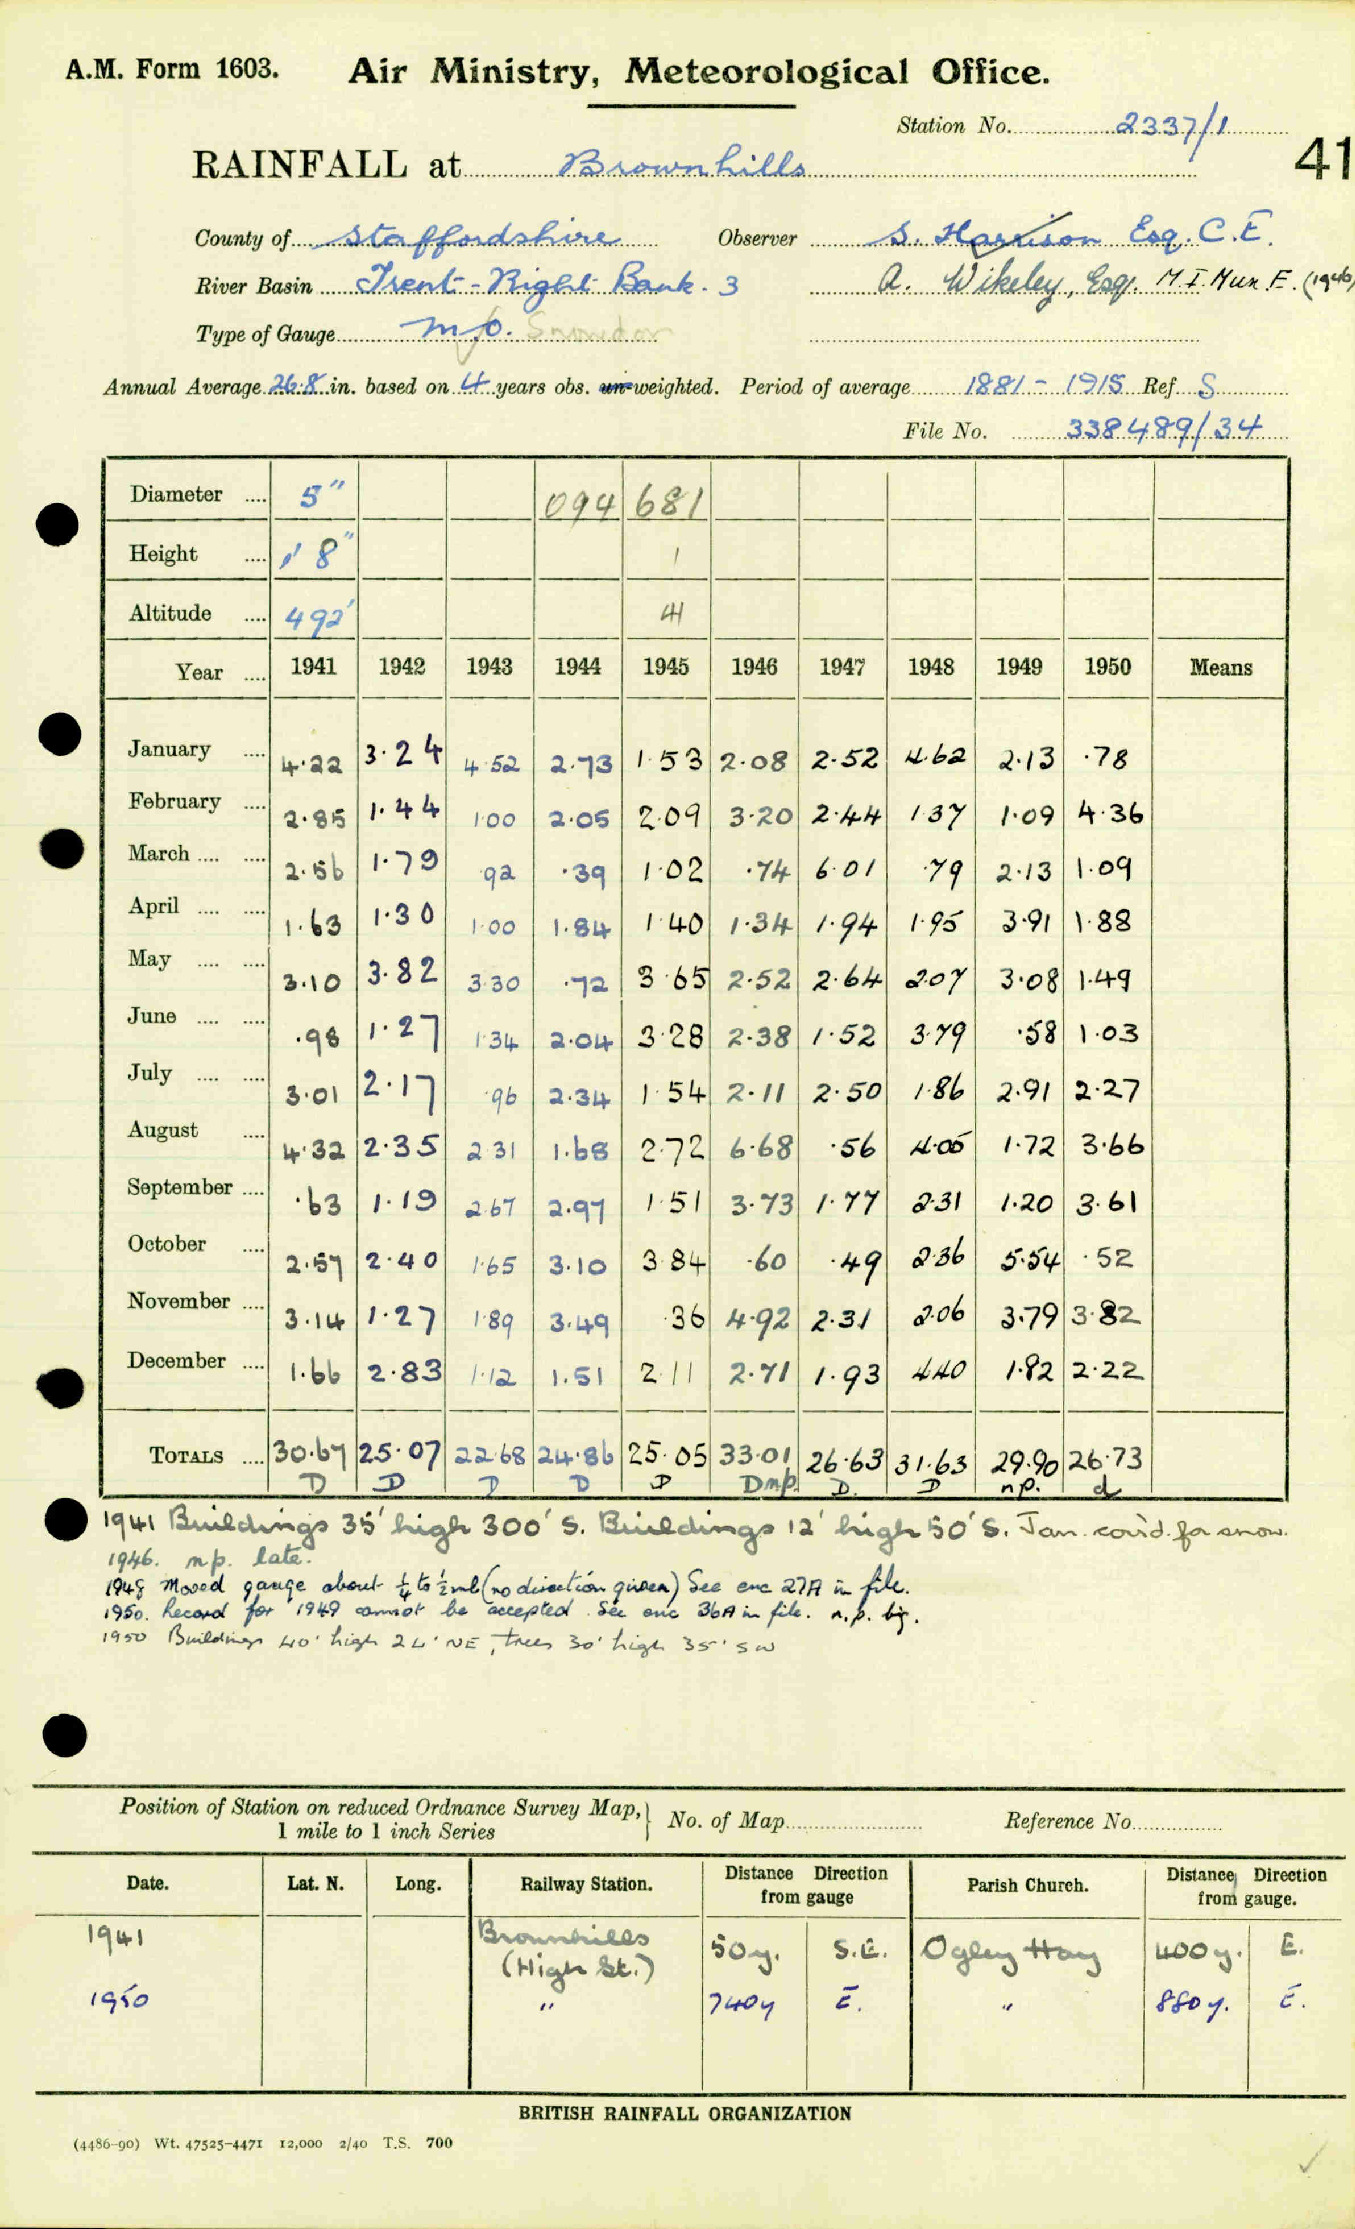 A.M. Form 1603. Air Ministry, Meteorological Office.
Station No. 2337/1
RAINFALL at Brownhills 41
County of Staffordshire Observer S. Harrison Esq. C.E.
River Basin Trent - Right Bank. 3 A. Wikeley, Esq. M.I.Mun.E. (1946)
Type of Gauge m.o. Snowdon
Annual Average 26.8 in. based on 4 years obs. un-weighted. Period of average 1881 - 1915 Ref S
File No. 338489/34
Diameter .... 5" 094 681
Height .... 1' 8" 1
Altitude .... 492' 41
Year .... 1941 1942 1943 1944 1945 1946 1947 1948 1949 1950 Means
January .... 4.22 3.24 4.52 2.73 1.53 2.08 2.52 4.62 2.13 .78
February .... 2.85 1.44 1.00 2.05 2.09 3.20 2.44 1.37 1.09 4.36
March .... .... 2.56 1.79 .92 .39 1.02 .74 6.01 .79 2.13 1.09
April .... .... 1.63 1.30 1.00 1.84 1.40 1.34 1.94 1.95 3.91 1.88
May .... .... 3.10 3.82 3.30 .72 3.65 2.52 2.64 2.07 3.08 1.49
June .... .... .98 1.27 1.34 2.04 3.28 2.38 1.52 3.79 .58 1.03
July .... .... 3.01 2.17 .96 2.34 1.54 2.11 2.50 1.86 2.91 2.27
August .... 4.32 2.35 2.31 1.68 2.72 6.68 .56 4.05 1.72 3.66
September .... .63 1.19 2.67 2.97 1.51 3.73 1.77 2.31 1.20 3.61
October .... 2.57 2.40 1.65 3.10 3.84 .60 .49 2.36 5.54 .52
November .... 3.14 1.27 1.89 3.49 .36 4.92 2.31 2.06 3.79 3.82
December .... 1.66 2.83 1.12 1.51 2.11 2.71 1.93 4.40 1.82 2.22
TOTALS .... 30.67 25.07 22.68 24.86 25.05 33.01 26.63 31.63 29.90 26.73
D D D D D Dnp. D. D np. d
1941 Buildings 35' high 300' S. Buildings 12' high 50' S. Jan. cor'd. for snow.
1946. n.p. late.
1948 Moved gauge about ¼ to ½ ml (no direction given) See enc 27A in file.
1950. Record for 1949 cannot be accepted. See enc 36A in file. n.p. big.
1950 Buildings 40' high 24' NE, trees 30' high 35' SW
Position of Station on reduced Ordnance Survey Map, 1 mile to 1 inch Series } No. of Map Reference No.
Date. Lat. N. Long. Railway Station. Distance Direction from gauge Parish Church. Distance Direction from gauge.
1941 Brownhills (High St.) 50y. S.E. Ogley Hay 400y. E.
1950 " 740y E. " 880y. E.
BRITISH RAINFALL ORGANIZATION
(4486-90) Wt. 47525-4471 12,000 2/40 T.S. 700